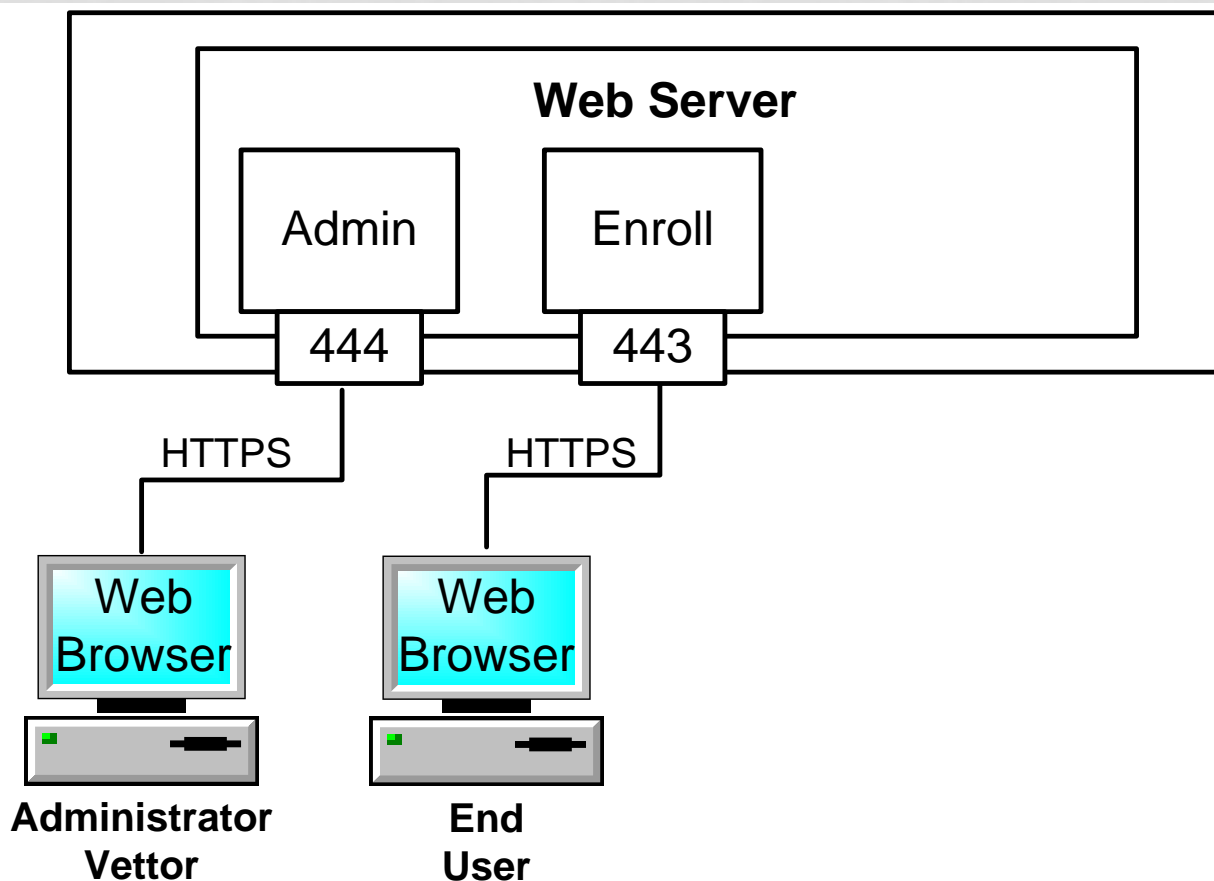 Web Server
Admin
Enroll
444
443
HTTPS
HTTPS
Web
Browser
Web
Browser
Administrator
Vettor
End
User